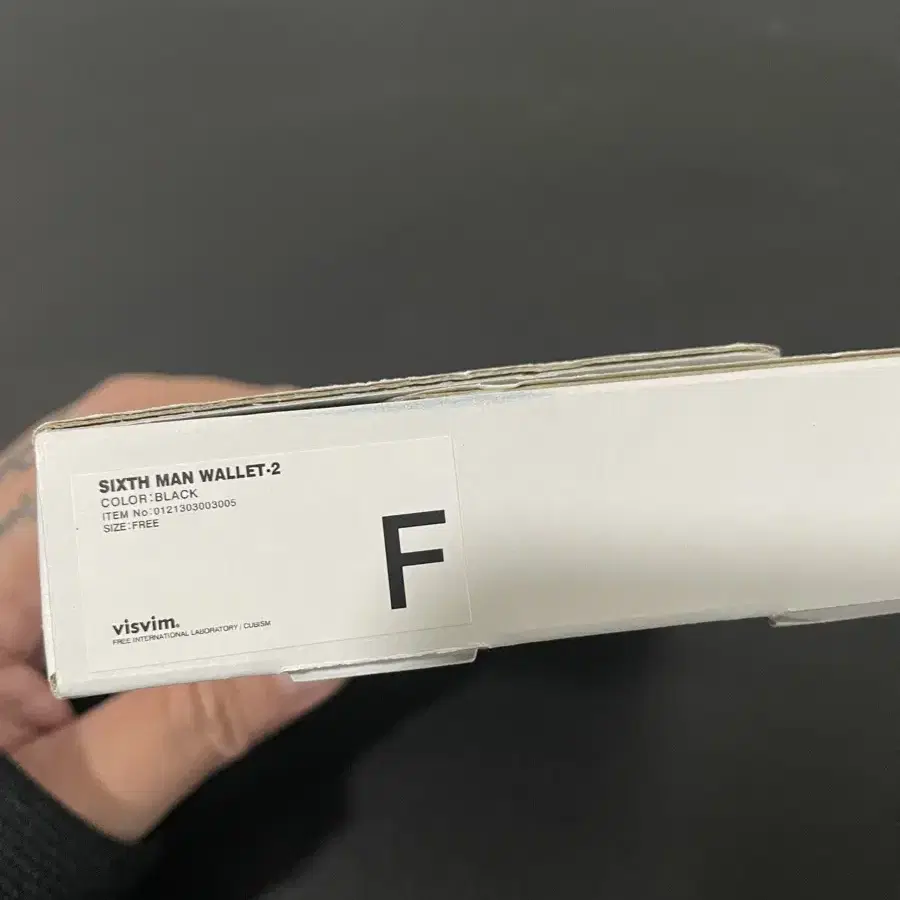 SIXTH MAN WALLET·2
COLOR:BLACK
ITEM No:0121303003005
SIZE:FREE
F
visvim.
FREE INTERNATIONAL LABORATORY / CUBISM